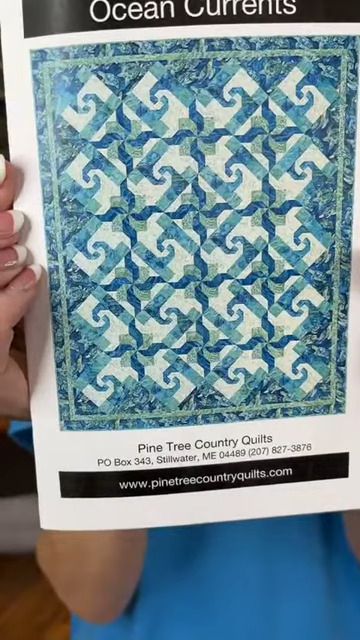 Ocean Currents
Pine Tree Country Quilts
PO Box 343, Stillwater, ME 04489 (207) 827-3876
www.pinetreecountryquilts.com